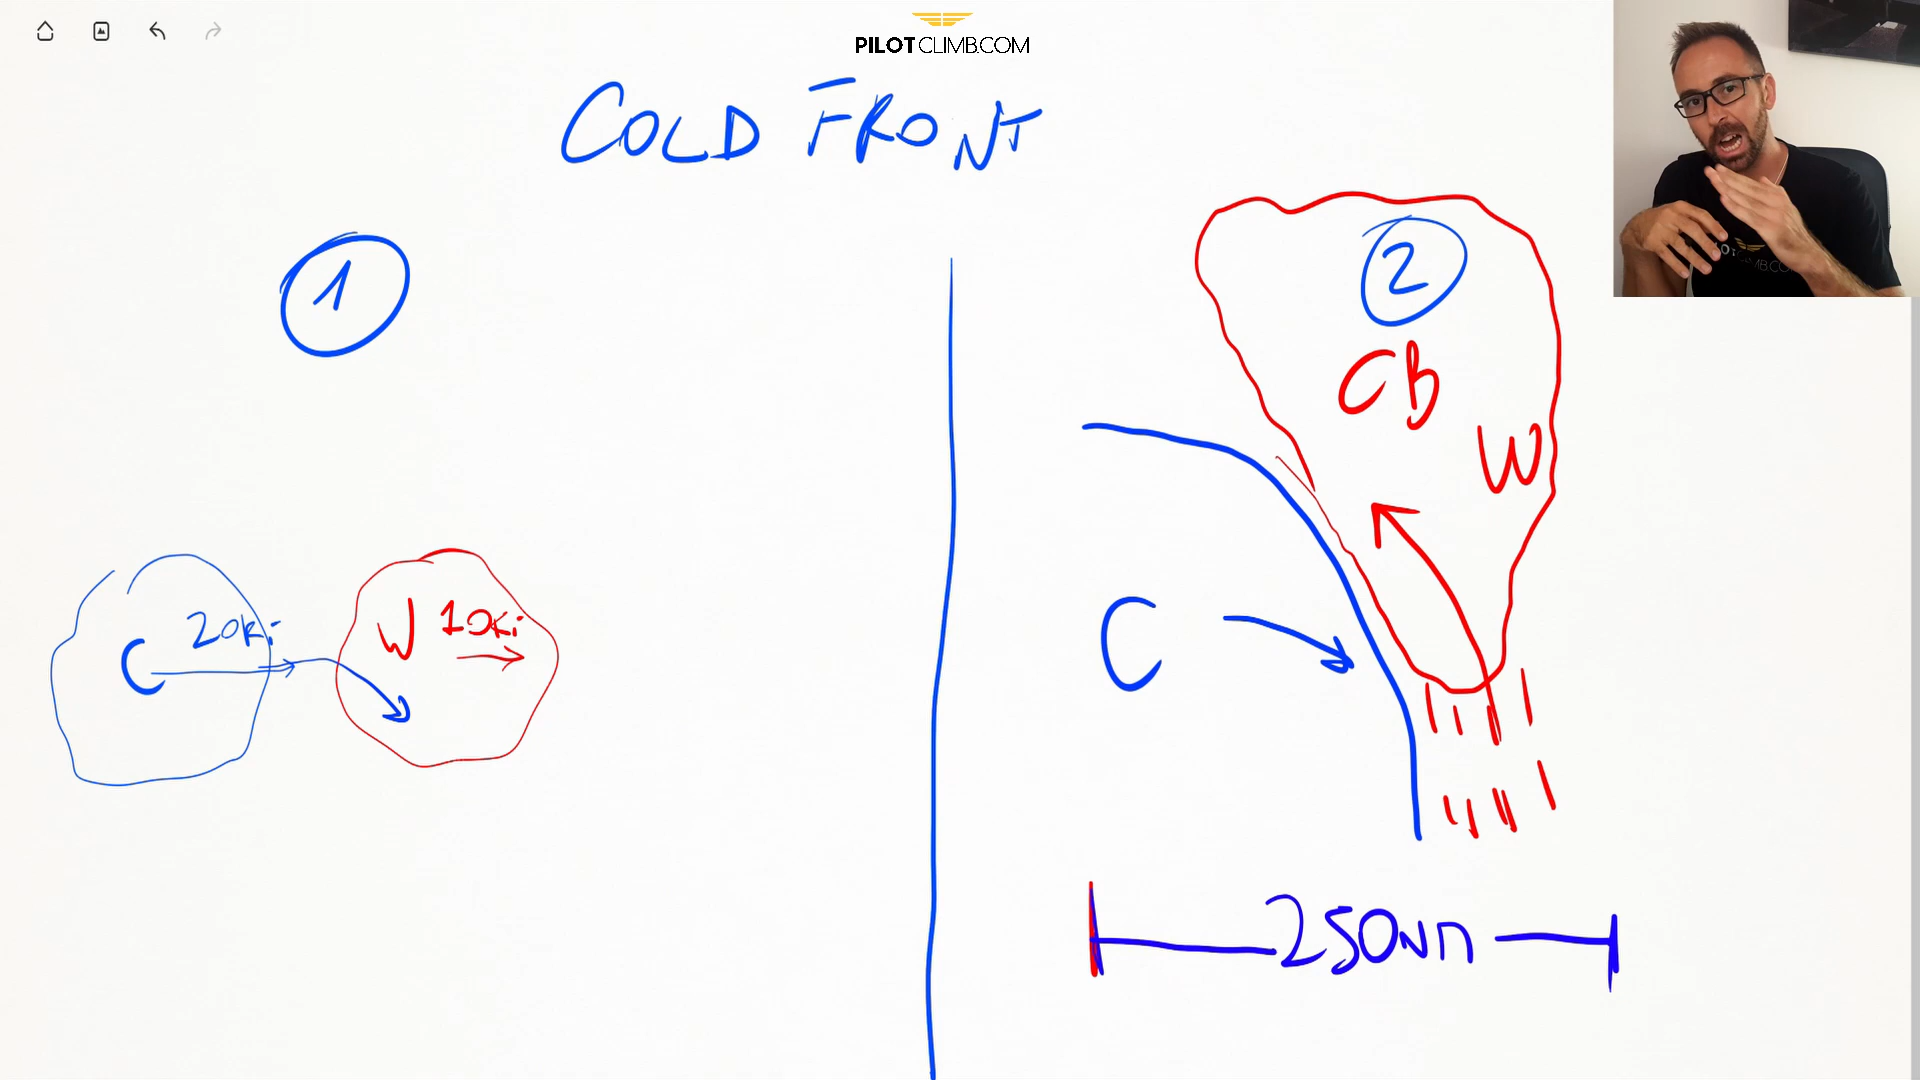 PILOTCLIMB.COM
COLD FRONT
1
2
CB
W
C 20KT
W 10KT
C
250NM